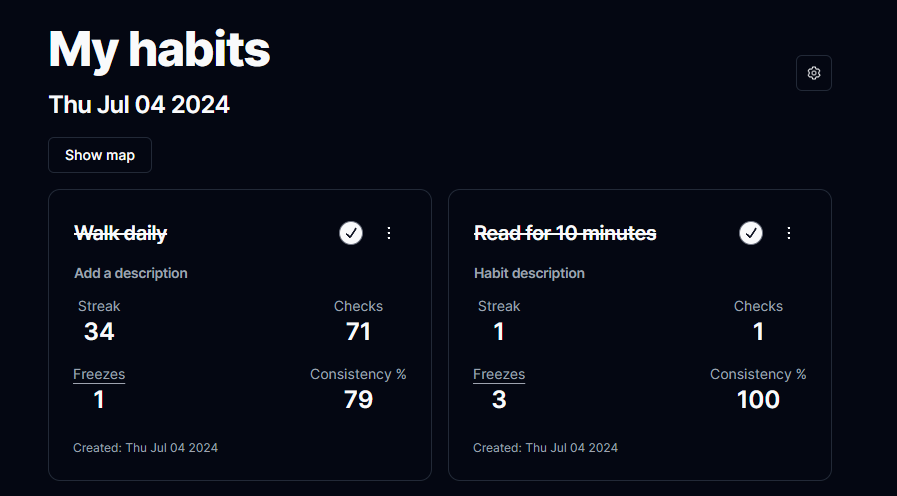 My habits
Thu Jul 04 2024
Show map
Walk daily
Add a description
Streak
34
Checks
71
Freezes
1
Consistency %
79
Created: Thu Jul 04 2024
Read for 10 minutes
Habit description
Streak
1
Checks
1
Freezes
3
Consistency %
100
Created: Thu Jul 04 2024